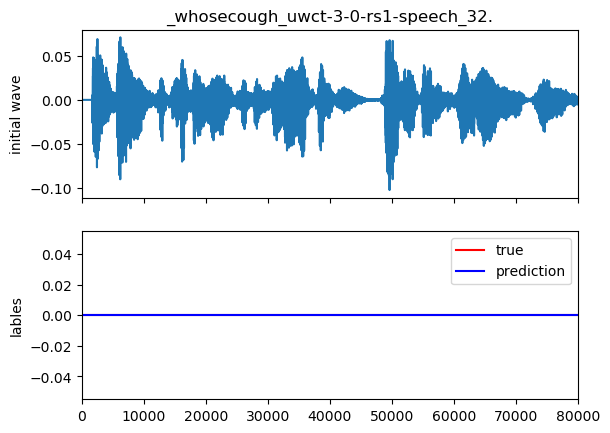 _whosecough_uwct-3-0-rs1-speech_32.
initial wave
0.05
0.00
−0.05
−0.10
lables
0.04
0.02
0.00
−0.02
−0.04
true
prediction
0 10000 20000 30000 40000 50000 60000 70000 80000